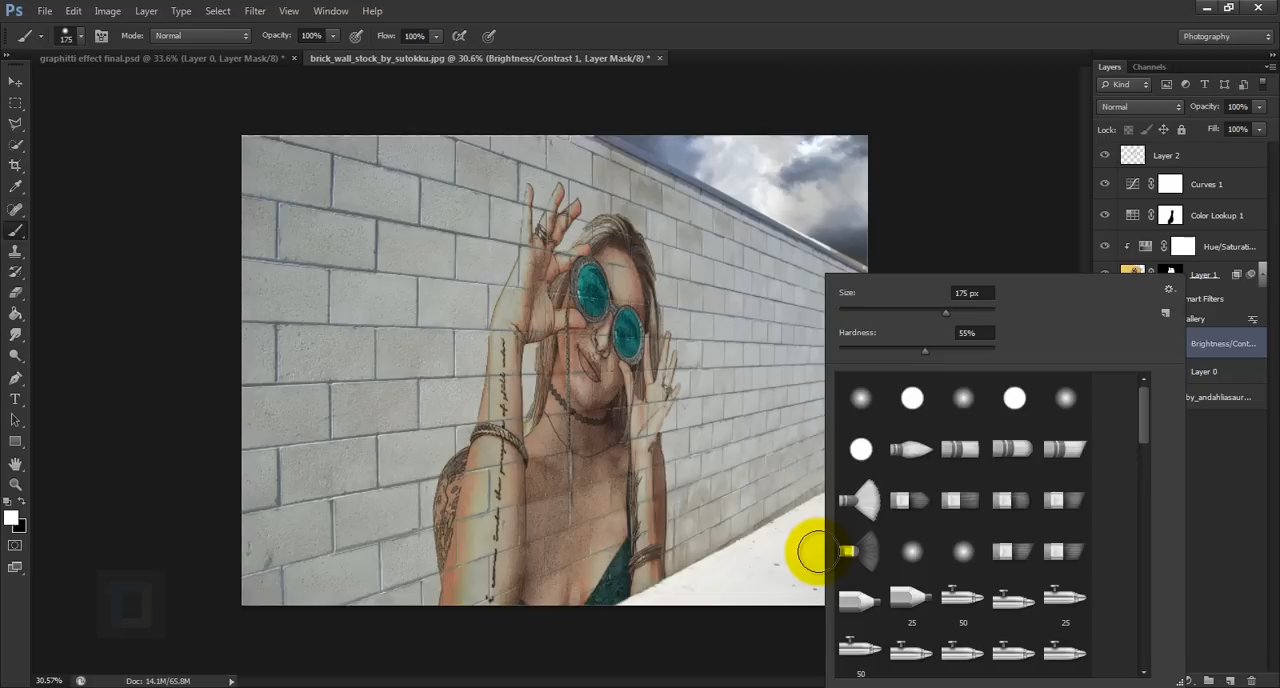 Ps File Edit Image Layer Type Select Filter View Window Help
175 Mode: Normal Opacity: 100% Flow: 100% Photography
graphitti effect final.psd @ 33.6% (Layer 0, Layer Mask/8) * × brick_wall_stock_by_sutokku.jpg @ 30.6% (Brightness/Contrast 1, Layer Mask/8) * ×
Layers Channels
Kind
Normal Opacity: 100%
Lock: Fill: 100%
Layer 2
Curves 1
Color Lookup 1
Hue/Saturati...
Layer 1
Size: 175 px
mart Filters
allery
Hardness: 55%
Brightness/Cont...
Layer 0
by_andahliasaur...
25 50 25
50
30.57% Doc: 14.1M/65.8M